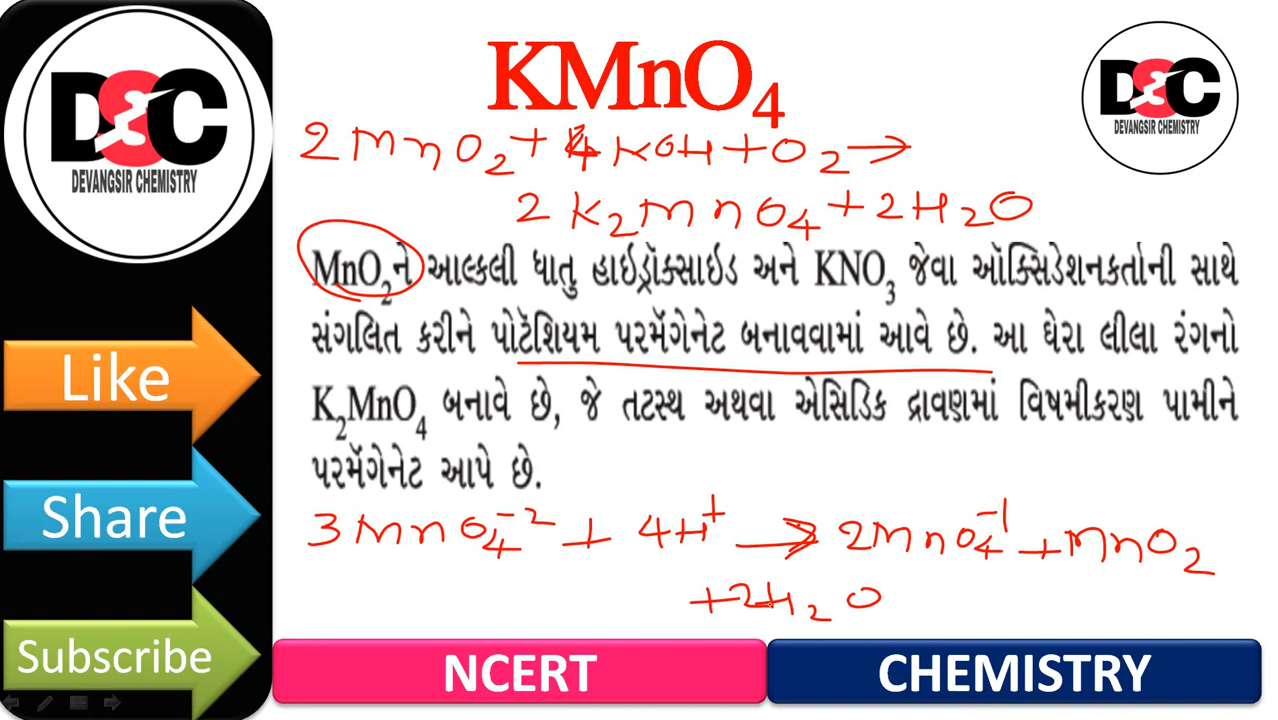 DSC
DEVANGSIR CHEMISTRY
KMnO4
DSC
DEVANGSIR CHEMISTRY
2MnO2 + 4KOH + O2 →
2K2MnO4 + 2H2O
MnO2ને આલ્કલી ધાતુ હાઇડ્રૉક્સાઇડ અને KNO3 જેવા ઑક્સિડેશનકર્તાની સાથે
સંગલિત કરીને પોટૅશિયમ પરમૅંગેનેટ બનાવવામાં આવે છે. આ ઘેરા લીલા રંગનો
K2MnO4 બનાવે છે, જે તટસ્થ અથવા એસિડિક દ્રાવણમાં વિષમીકરણ પામીને
પરમૅંગેનેટ આપે છે.
3MnO4-2 + 4H+ → 2MnO4-1 + MnO2
+ 2H2O
Like
Share
Subscribe
NCERT
CHEMISTRY